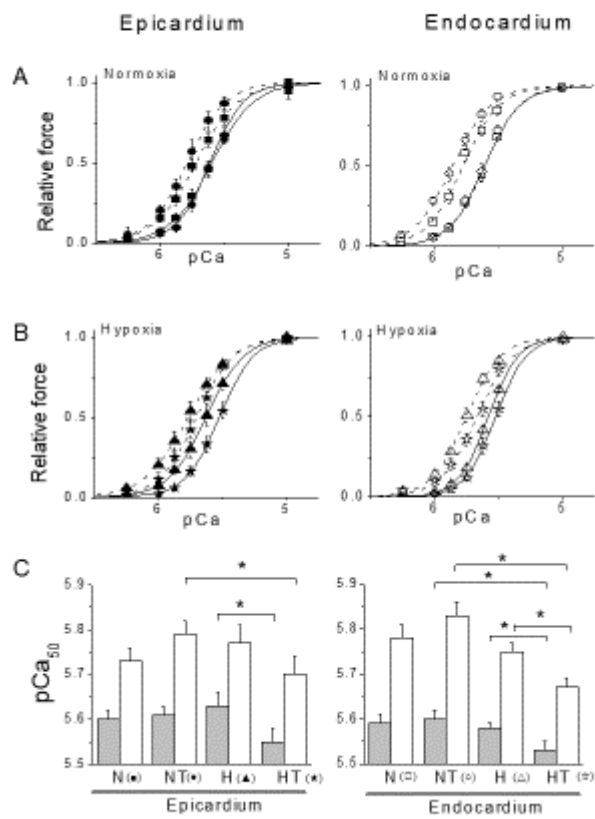 Epicardium Endocardium
A Normoxia Normoxia
1.0 1.0
Relative force
0.5 0.5
0.0 0.0
6 5 6 5
pCa pCa
B Hypoxia Hypoxia
1.0 1.0
Relative force
0.5 0.5
0.0 0.0
6 5 6 5
pCa pCa
C
5.9 5.9
* * * * *
5.8 5.8
pCa50
5.7 5.7
5.6 5.6
5.5 5.5
N(●) NT(●) H(▲) HT(★) N(□) NT(○) H(△) HT(☆)
Epicardium Endocardium